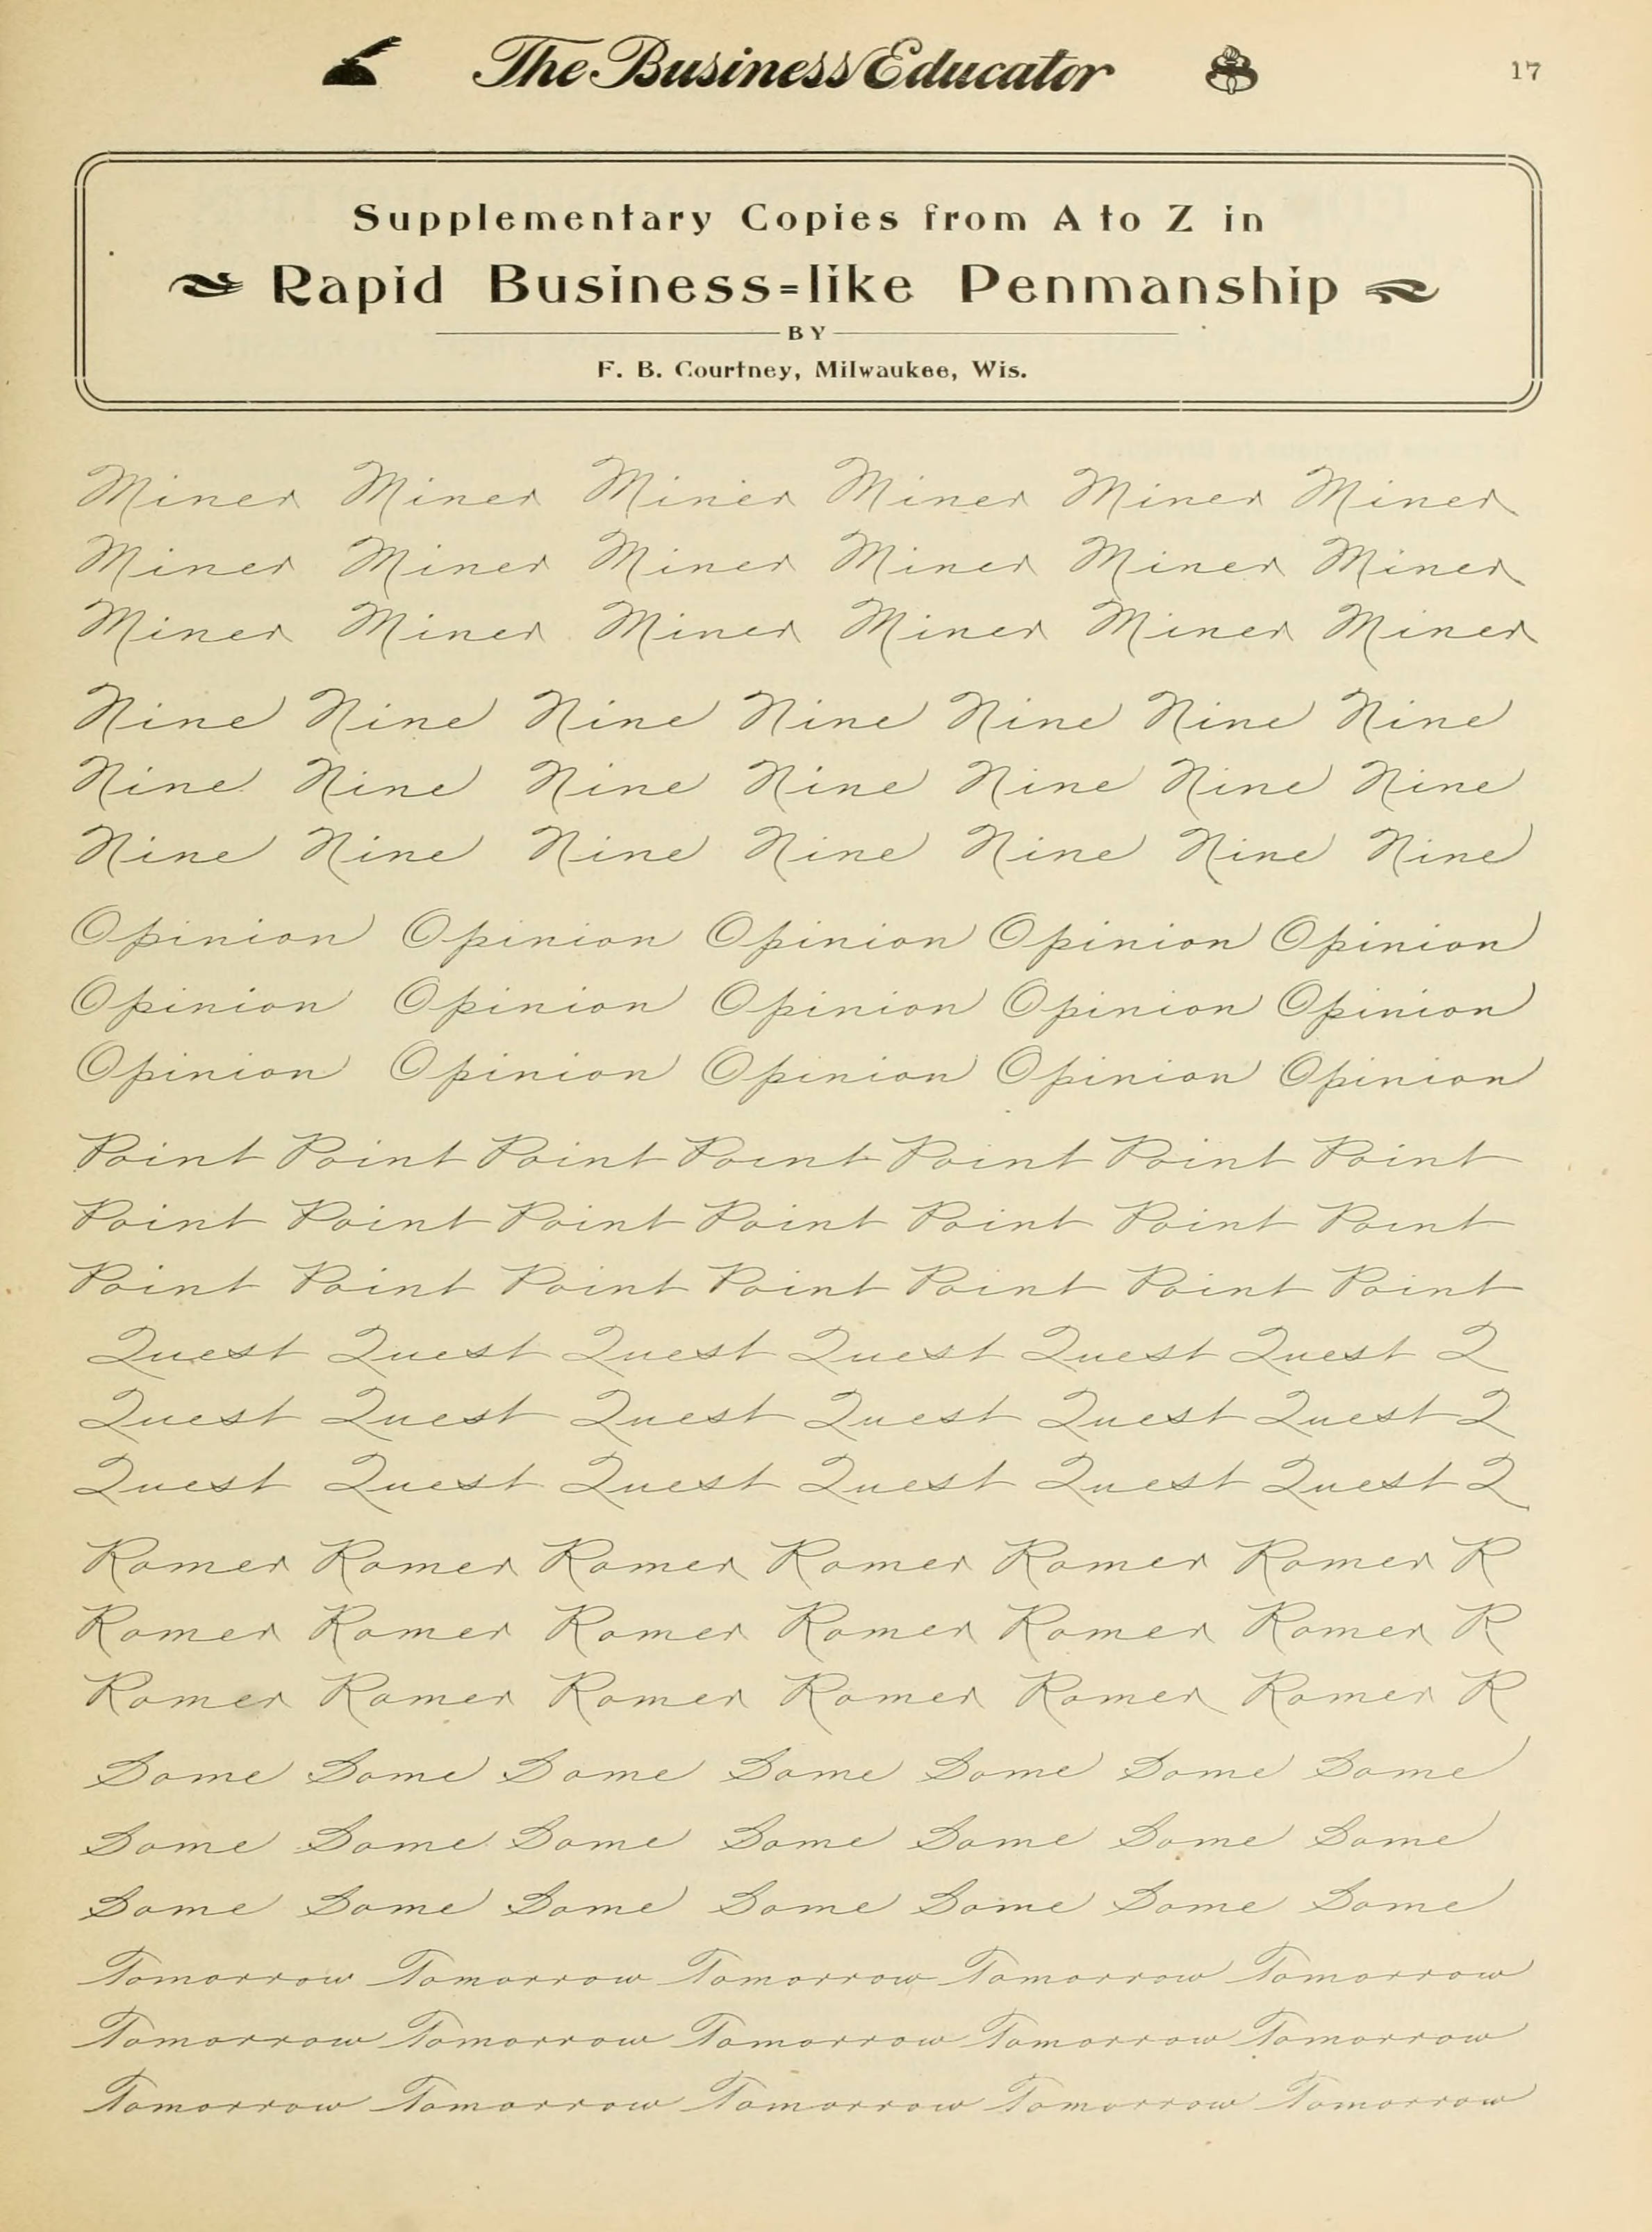 The Business Educator 17
Supplementary Copies from A to Z in
Rapid Business=like Penmanship
BY
F. B. Courtney, Milwaukee, Wis.
Miner Miner Miner Miner Miner Miner
Miner Miner Miner Miner Miner Miner
Miner Miner Miner Miner Miner Miner
Nine Nine Nine Nine Nine Nine Nine
Nine Nine Nine Nine Nine Nine Nine
Nine Nine Nine Nine Nine Nine Nine
Opinion Opinion Opinion Opinion Opinion
Opinion Opinion Opinion Opinion Opinion
Opinion Opinion Opinion Opinion Opinion
Point Point Point Point Point Point Point
Point Point Point Point Point Point Point
Point Point Point Point Point Point Point
Quest Quest Quest Quest Quest Quest Q
Quest Quest Quest Quest Quest Quest Q
Quest Quest Quest Quest Quest Quest Q
Romer Romer Romer Romer Romer Romer R
Romer Romer Romer Romer Romer Romer R
Romer Romer Romer Romer Romer Romer R
Some Some Some Some Some Some Some
Some Some Some Some Some Some Some
Some Some Some Some Some Some Some
Tomorrow Tomorrow Tomorrow Tomorrow Tomorrow
Tomorrow Tomorrow Tomorrow Tomorrow Tomorrow
Tomorrow Tomorrow Tomorrow Tomorrow Tomorrow